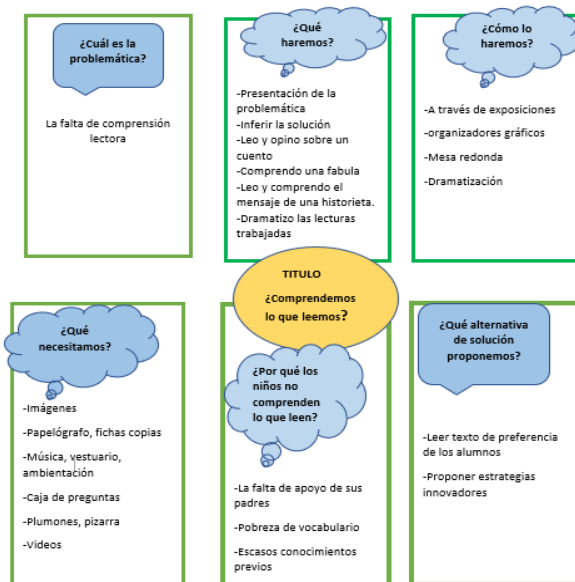 ¿Cuál es la
problemática?
La falta de comprensión
lectora
¿Qué
haremos?
-Presentación de la
problemática
-Inferir la solución
-Leo y opino sobre un
cuento
-Comprendo una fabula
-Leo y comprendo el
mensaje de una historieta.
-Dramatizo las lecturas
trabajadas
¿Cómo lo
haremos?
-A través de exposiciones
-organizadores gráficos
-Mesa redonda
-Dramatización
TITULO
¿Comprendemos
lo que leemos?
¿Qué
necesitamos?
-Imágenes
-Papelógrafo, fichas copias
-Música, vestuario,
ambientación
-Caja de preguntas
-Plumones, pizarra
-Videos
¿Por qué los
niños no
comprenden
lo que leen?
-La falta de apoyo de sus
padres
-Pobreza de vocabulario
-Escasos conocimientos
previos
¿Qué alternativa
de solución
proponemos?
-Leer texto de preferencia
de los alumnos
-Proponer estrategias
innovadores